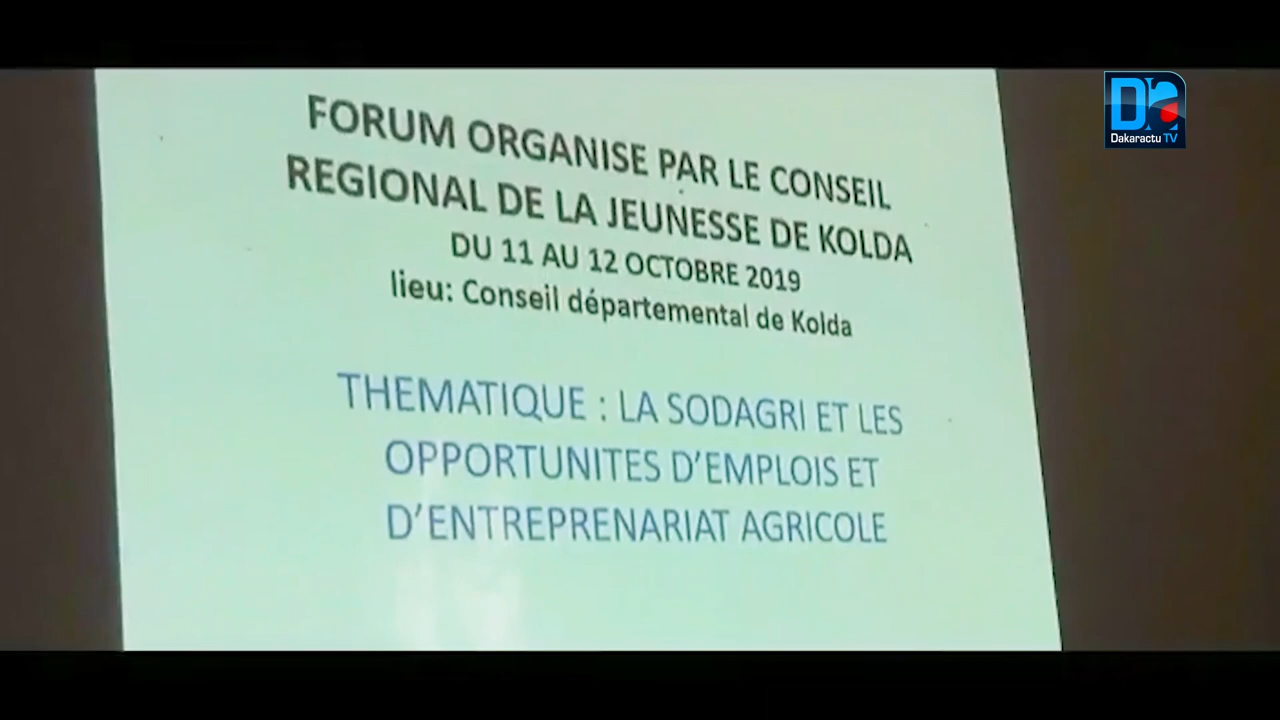 FORUM ORGANISE PAR LE CONSEIL
REGIONAL DE LA JEUNESSE DE KOLDA
DU 11 AU 12 OCTOBRE 2019
lieu: Conseil départemental de Kolda
THEMATIQUE : LA SODAGRI ET LES
OPPORTUNITES D'EMPLOIS ET
D'ENTREPRENARIAT AGRICOLE
Dakaractu TV